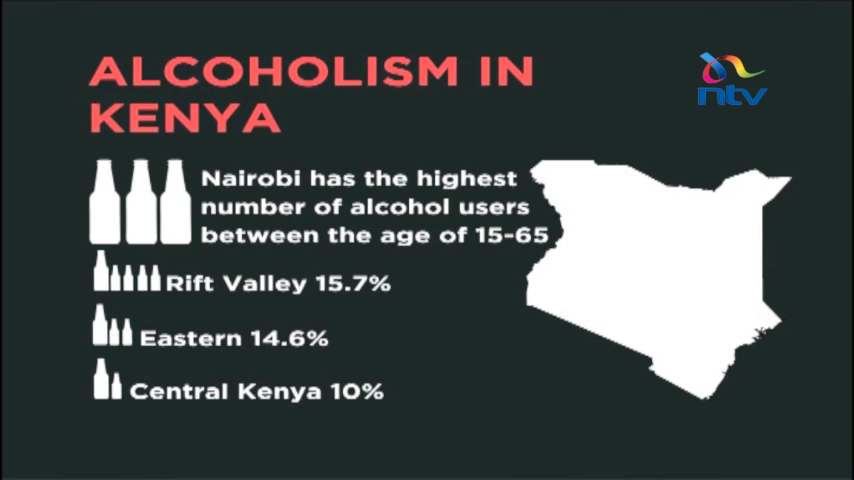 ALCOHOLISM IN
KENYA
ntv
Nairobi has the highest
number of alcohol users
between the age of 15-65
Rift Valley 15.7%
Eastern 14.6%
Central Kenya 10%